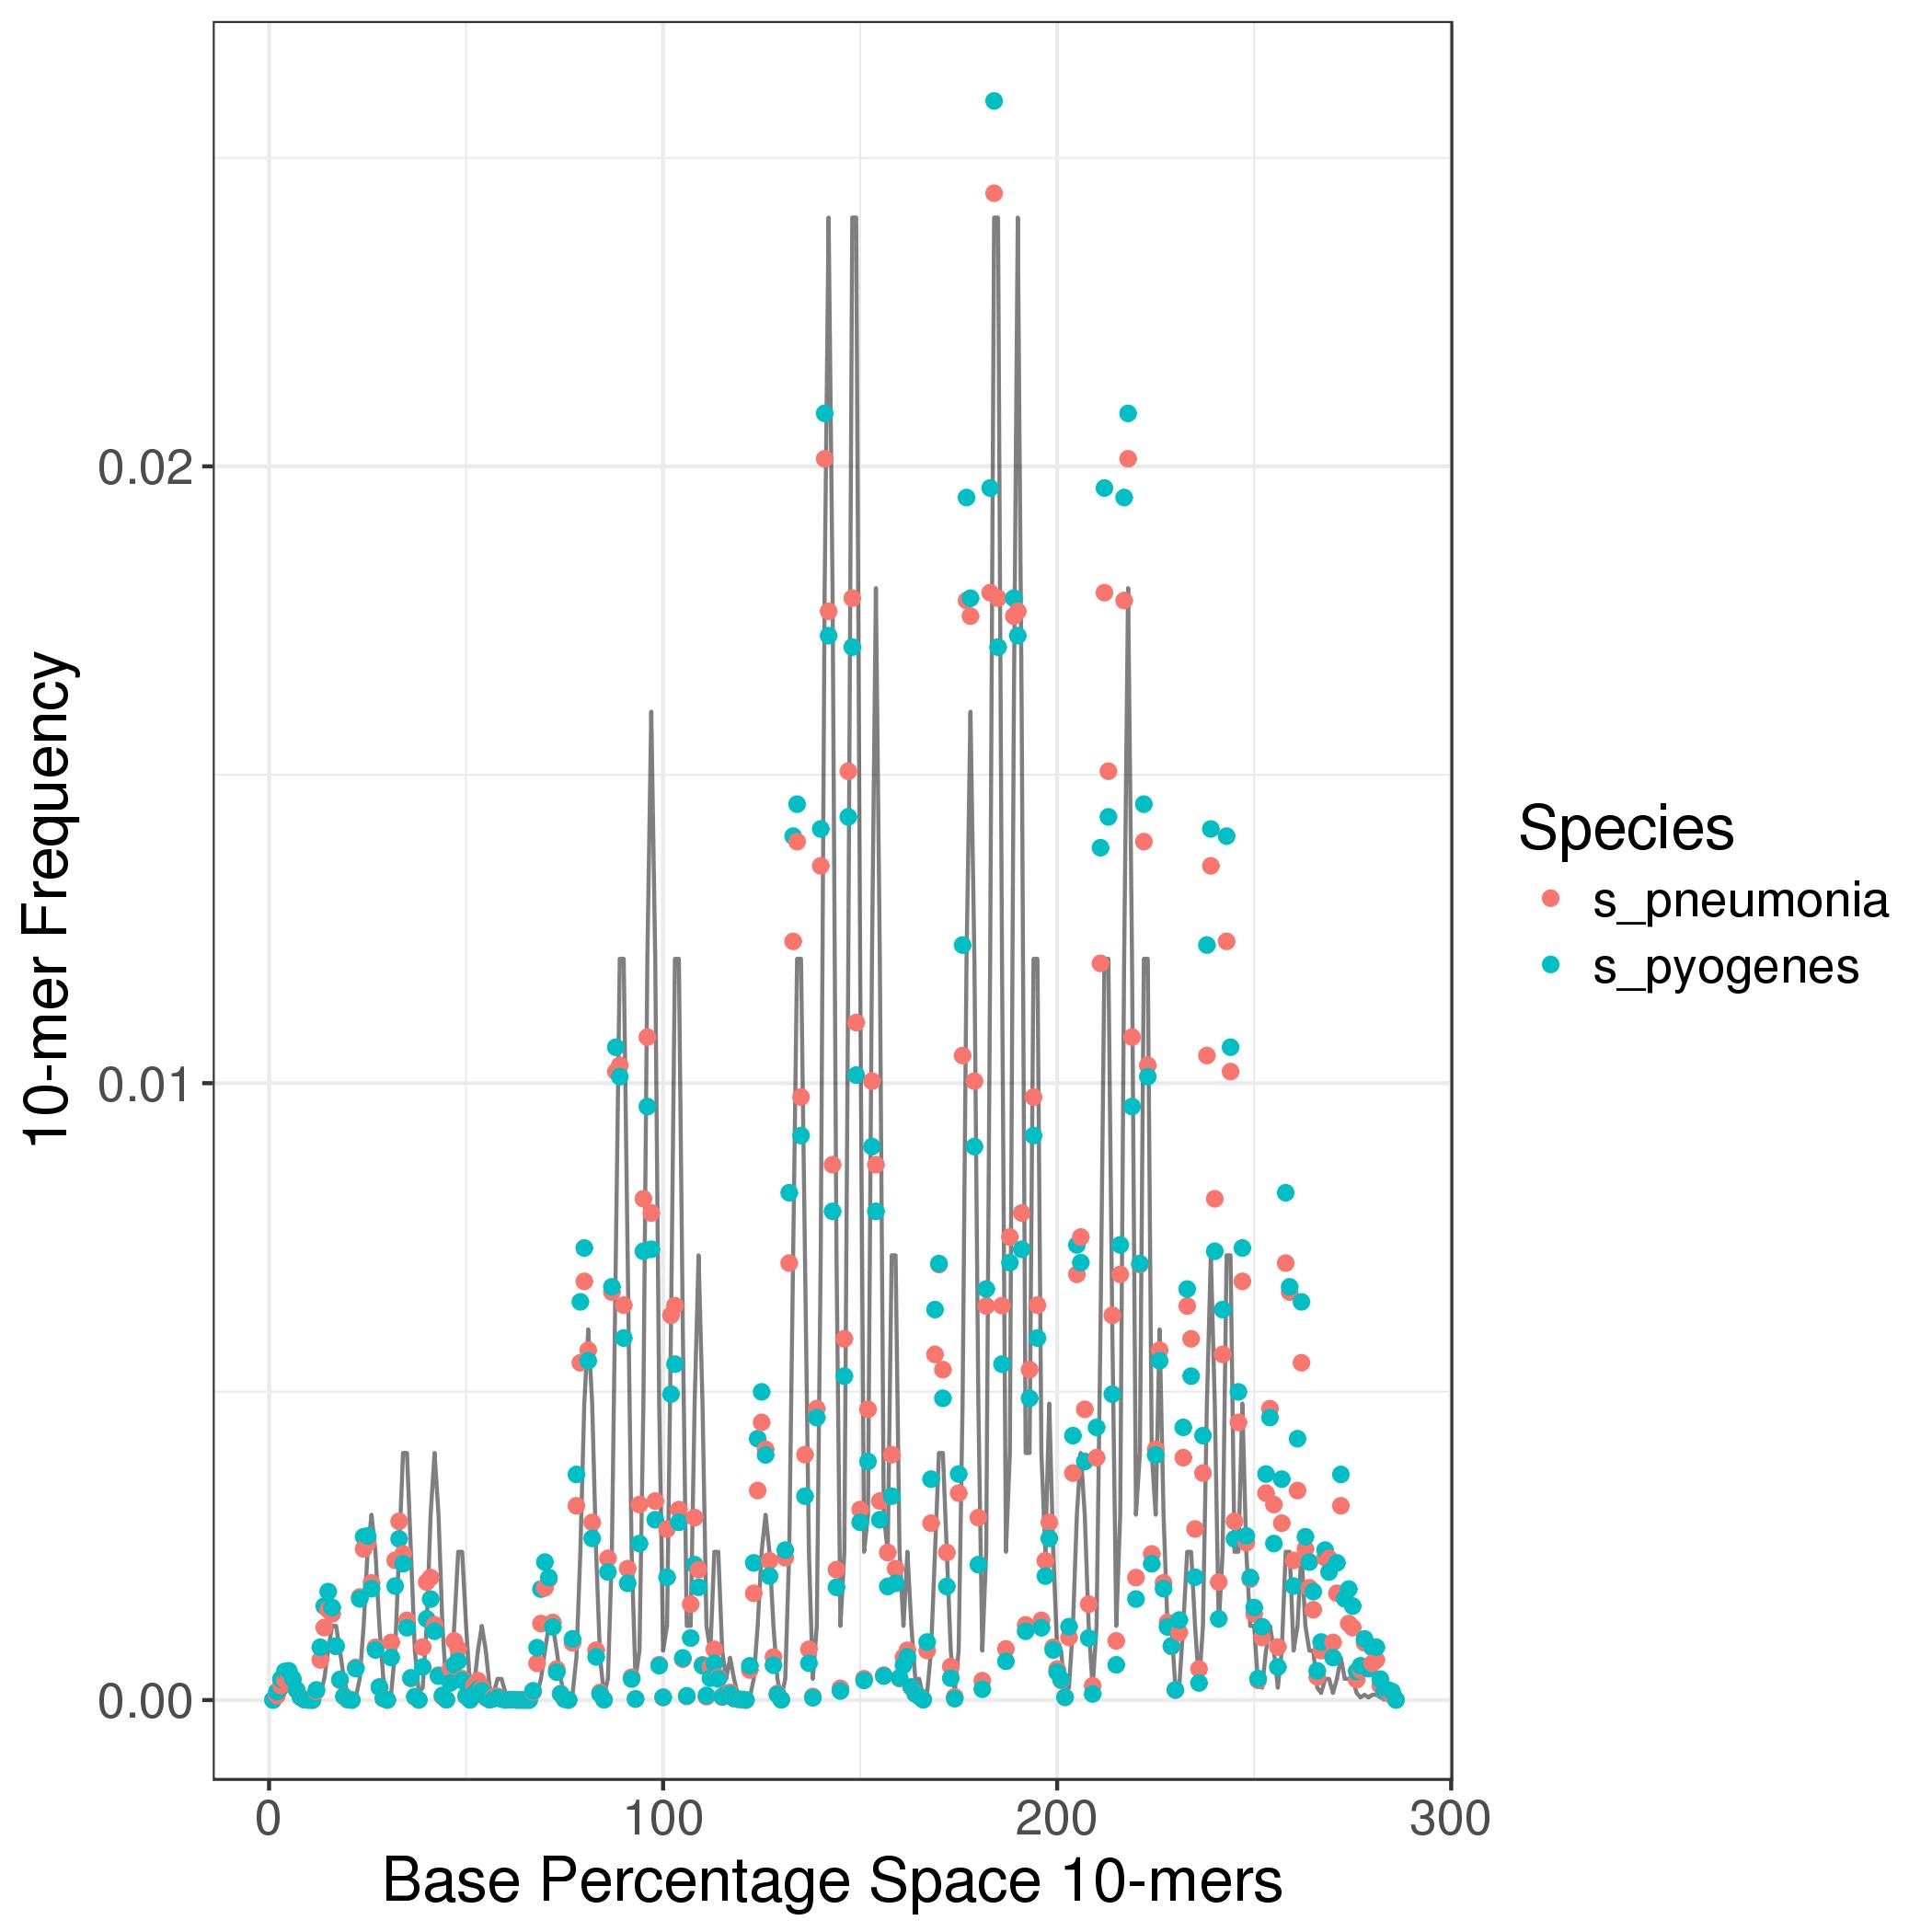 10-mer Frequency
0.02
0.01
0.00
0
100
200
300
Base Percentage Space 10-mers
Species
s_pneumonia
s_pyogenes